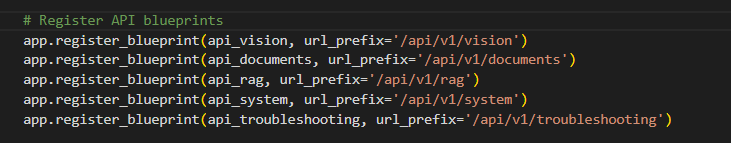 # Register API blueprints
app.register_blueprint(api_vision, url_prefix='/api/v1/vision')
app.register_blueprint(api_documents, url_prefix='/api/v1/documents')
app.register_blueprint(api_rag, url_prefix='/api/v1/rag')
app.register_blueprint(api_system, url_prefix='/api/v1/system')
app.register_blueprint(api_troubleshooting, url_prefix='/api/v1/troubleshooting')